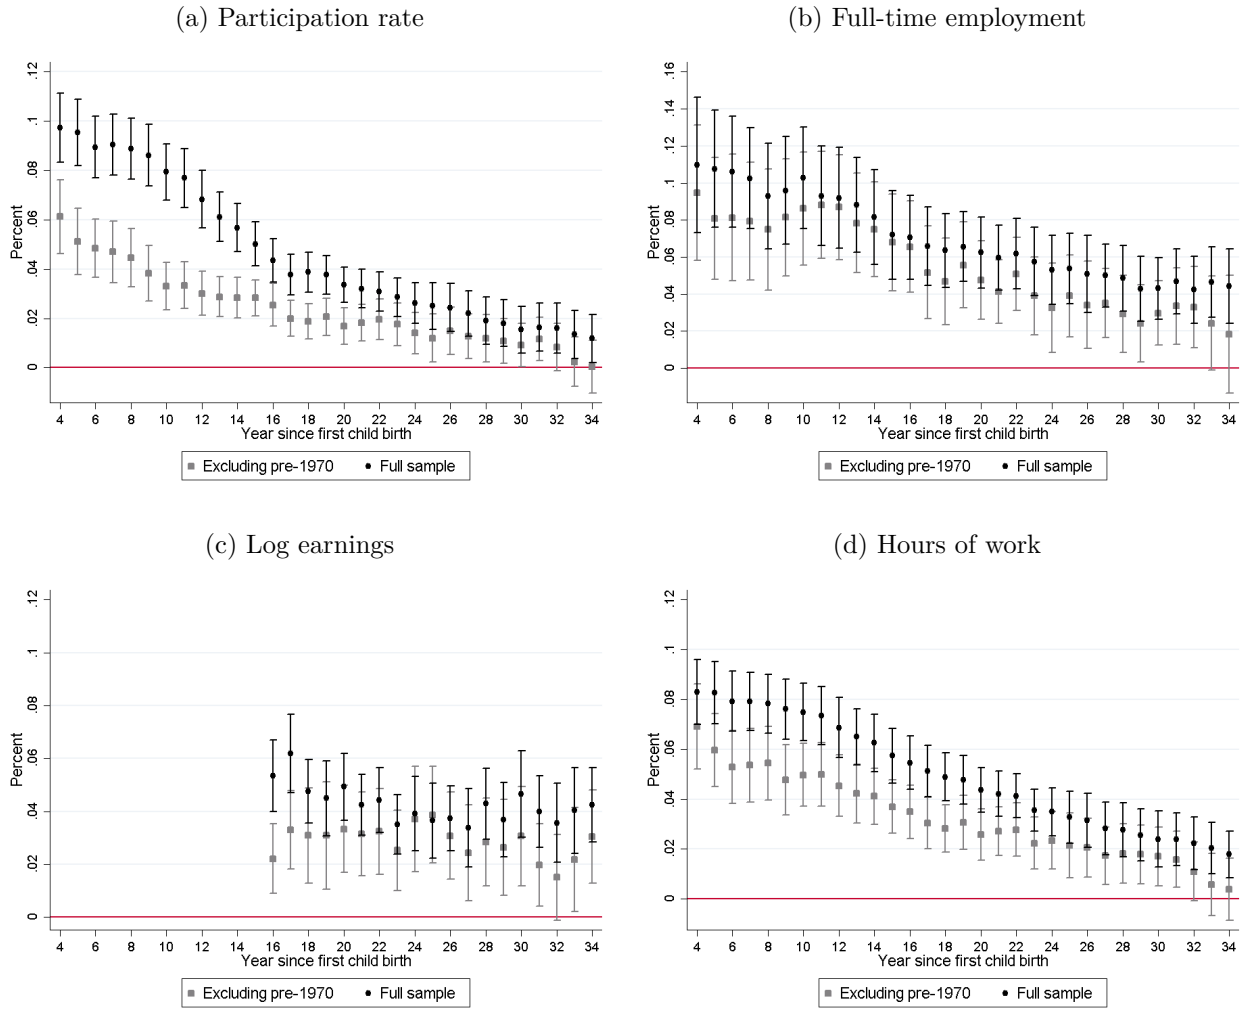 (a) Participation rate
Percent
.12
.1
.08
.06
.04
.02
0
4 6 8 10 12 14 16 18 20 22 24 26 28 30 32 34
Year since first child birth
Excluding pre-1970 Full sample
(b) Full-time employment
Percent
.16
.14
.12
.1
.08
.06
.04
.02
0
4 6 8 10 12 14 16 18 20 22 24 26 28 30 32 34
Year since first child birth
Excluding pre-1970 Full sample
(c) Log earnings
Percent
.12
.1
.08
.06
.04
.02
0
4 6 8 10 12 14 16 18 20 22 24 26 28 30 32 34
Year since first child birth
Excluding pre-1970 Full sample
(d) Hours of work
Percent
.12
.1
.08
.06
.04
.02
0
4 6 8 10 12 14 16 18 20 22 24 26 28 30 32 34
Year since first child birth
Excluding pre-1970 Full sample